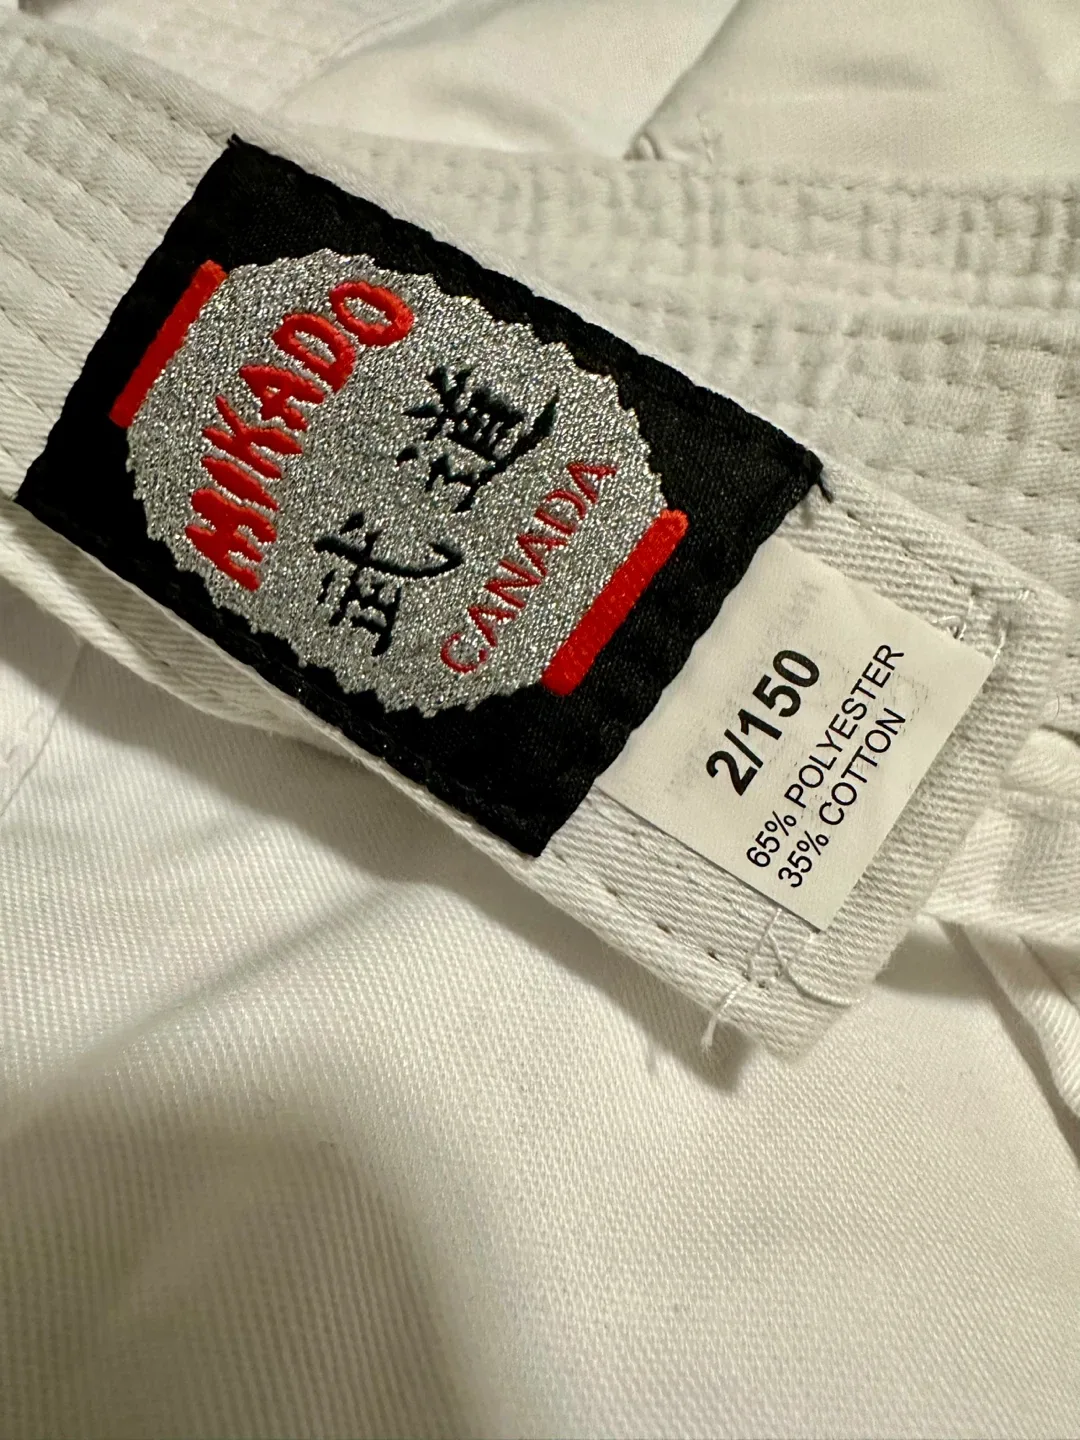 MIKADO
武道
CANADA
2/150
65% POLYESTER
35% COTTON